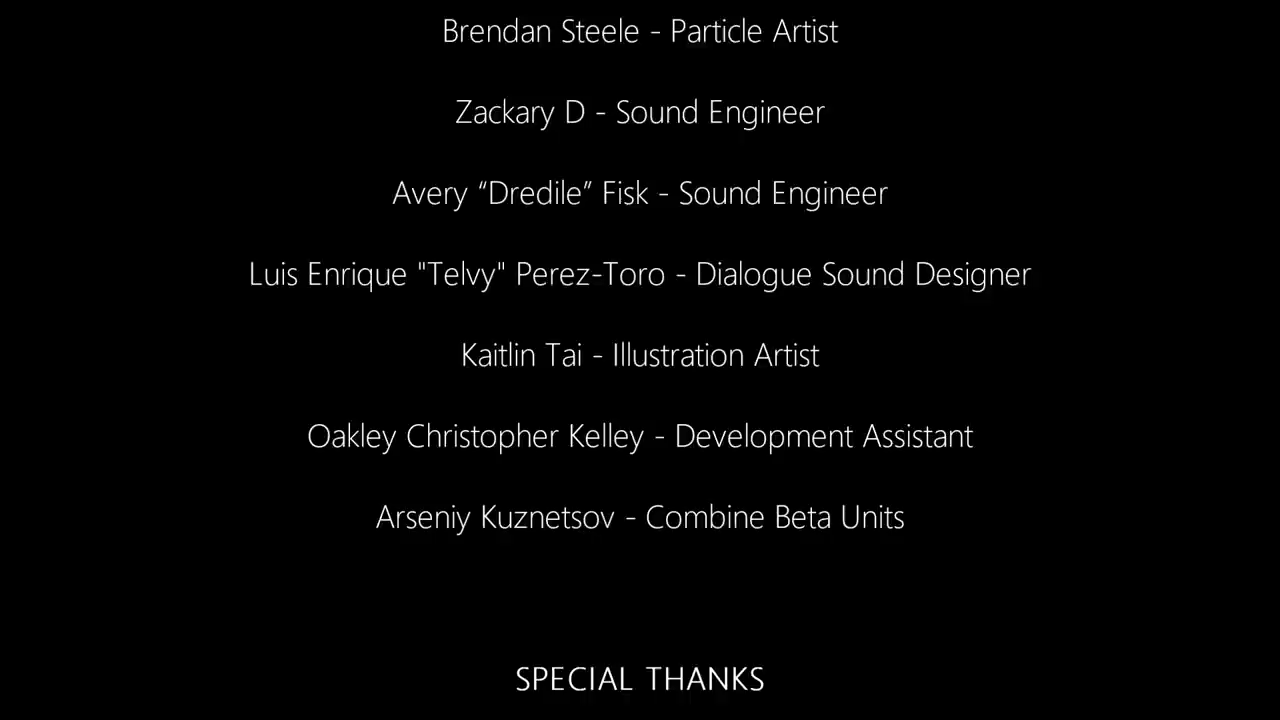 Brendan Steele - Particle Artist
Zackary D - Sound Engineer
Avery “Dredile” Fisk - Sound Engineer
Luis Enrique "Telvy" Perez-Toro - Dialogue Sound Designer
Kaitlin Tai - Illustration Artist
Oakley Christopher Kelley - Development Assistant
Arseniy Kuznetsov - Combine Beta Units
SPECIAL THANKS